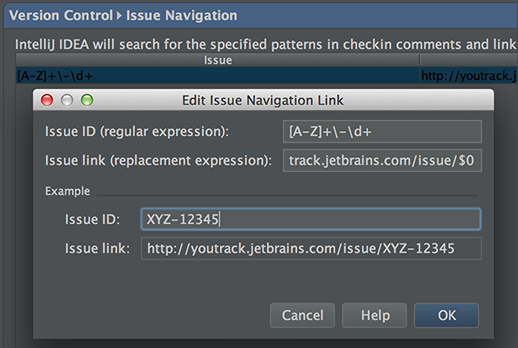 Version Control ▸ Issue Navigation
IntelliJ IDEA will search for the specified patterns in checkin comments and link
Issue
[A-Z]+\-\d+ http://youtrack.j
Edit Issue Navigation Link
Issue ID (regular expression): [A-Z]+\-\d+
Issue link (replacement expression): track.jetbrains.com/issue/$0
Example
Issue ID: XYZ-12345
Issue link: http://youtrack.jetbrains.com/issue/XYZ-12345
Cancel Help OK